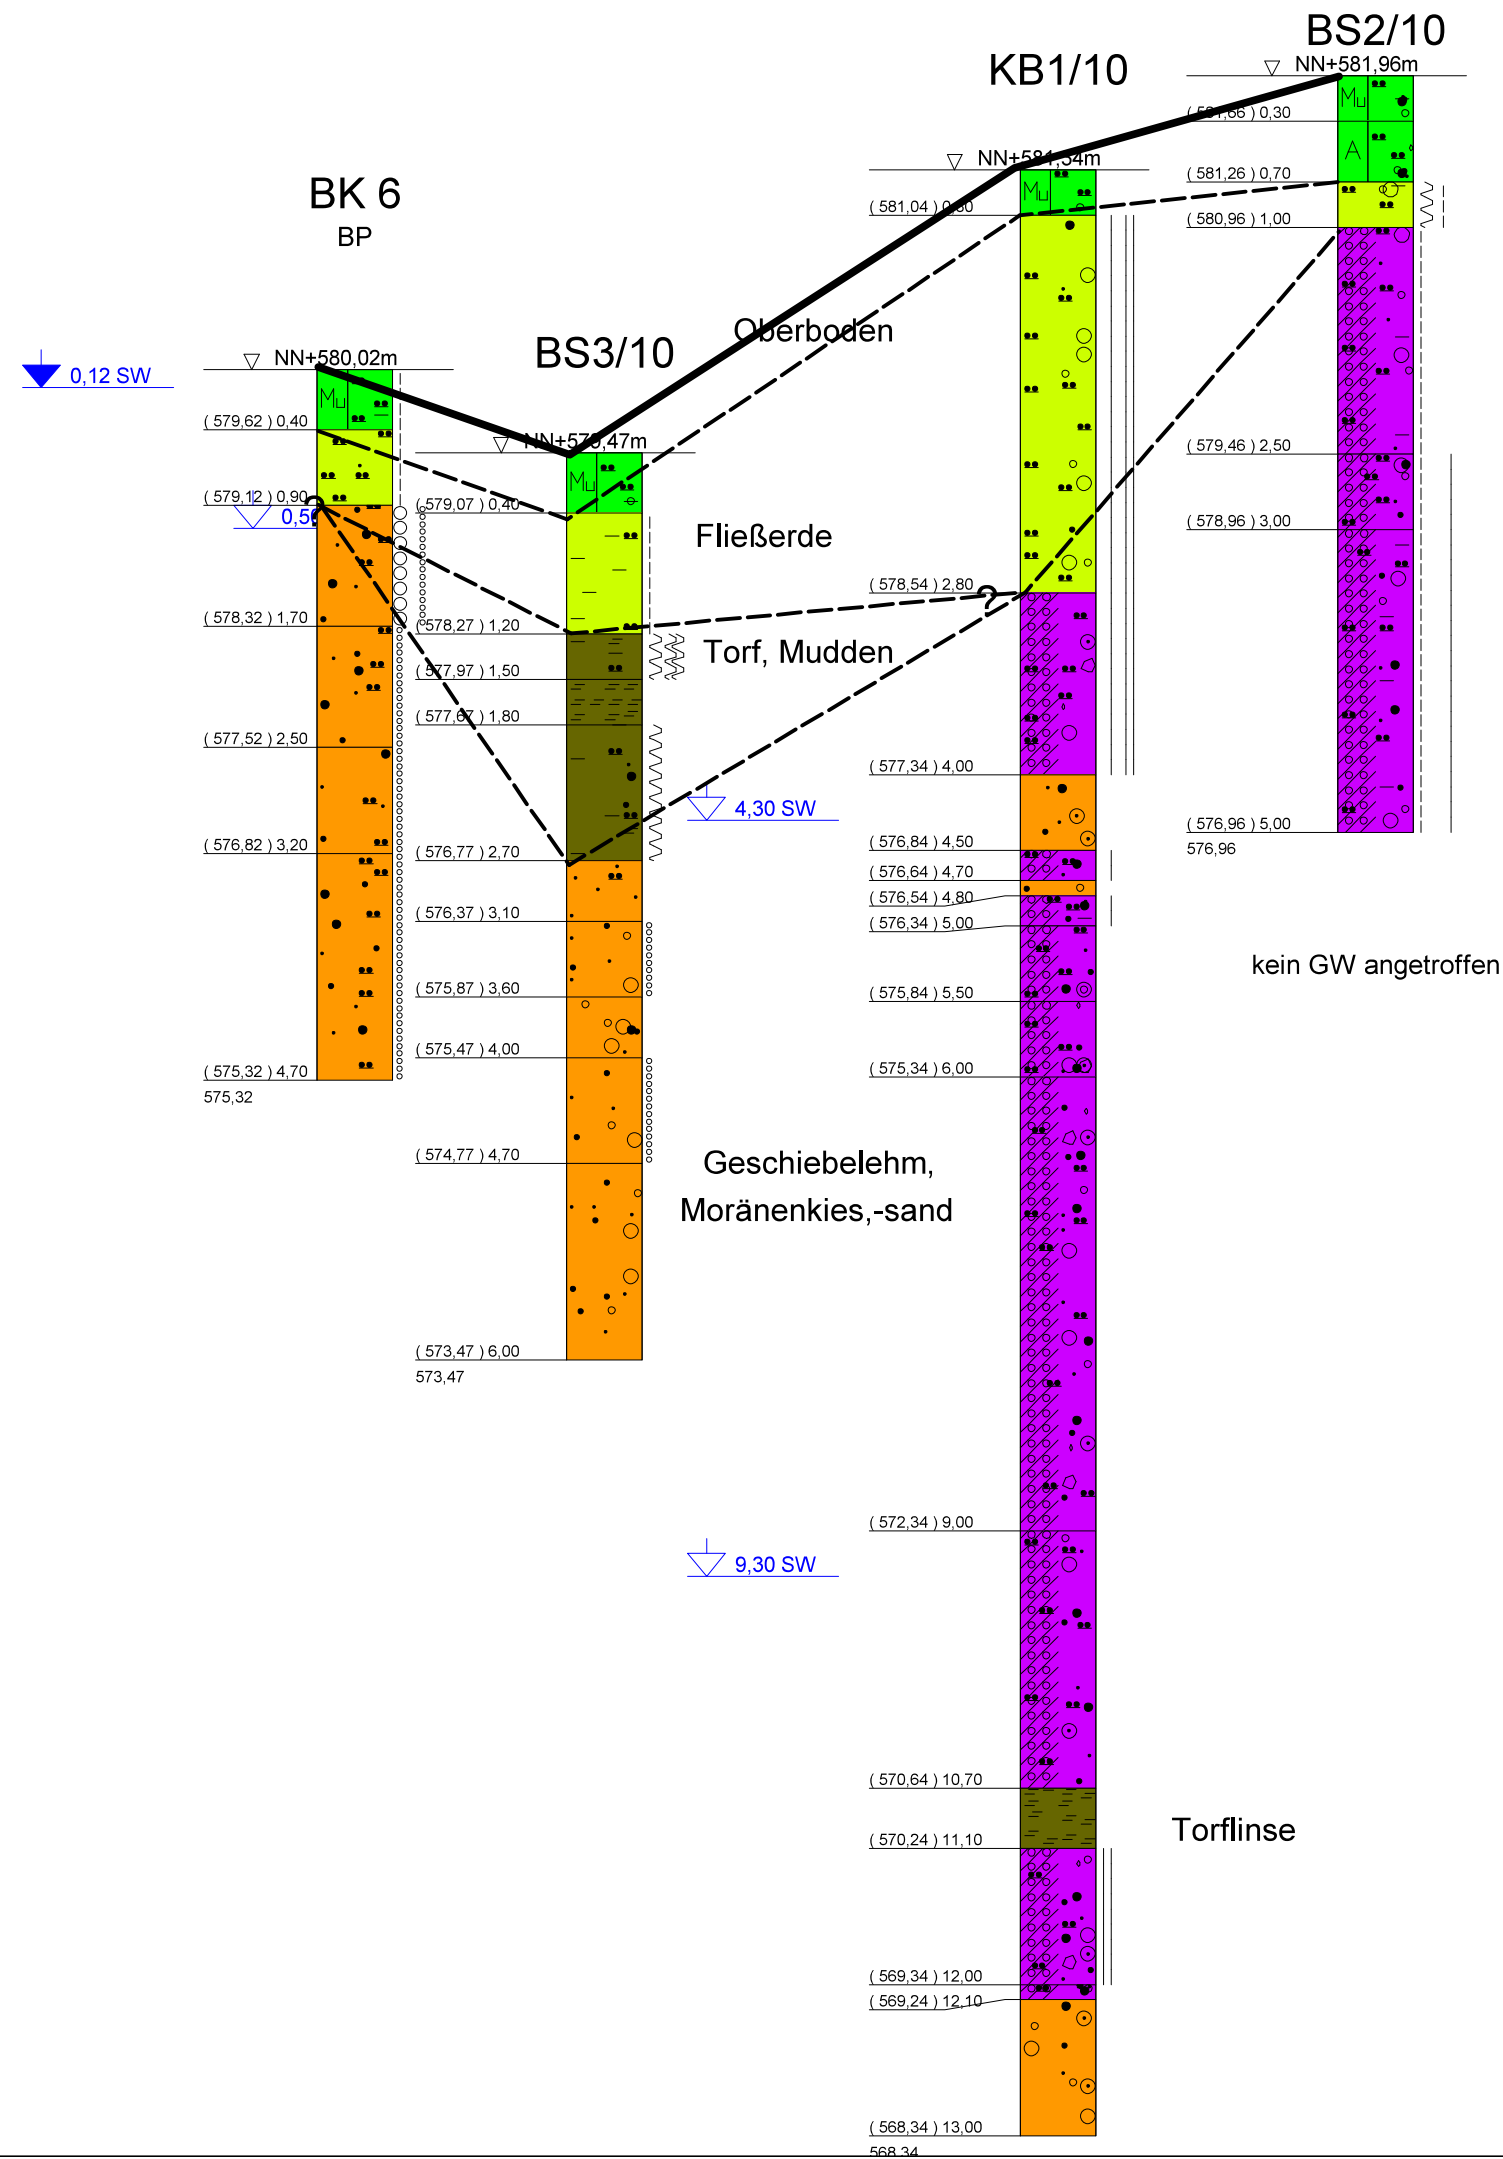 BS2/10
NN+581,96m
KB1/10
( 581,66 ) 0,30
Mu
A
NN+581,34m
( 581,26 ) 0,70
BK 6
BP
Mu
( 581,04 ) 0,30
( 580,96 ) 1,00
Oberboden
BS3/10
NN+580,02m
0,12 SW
Mu
( 579,62 ) 0,40
NN+579,47m
( 579,46 ) 2,50
Mu
( 579,12 ) 0,90
?
( 579,07 ) 0,40
( 578,96 ) 3,00
Fließerde
( 578,54 ) 2,80
?
( 578,32 ) 1,70
( 578,27 ) 1,20
Torf, Mudden
( 577,97 ) 1,50
( 577,67 ) 1,80
( 577,52 ) 2,50
( 577,34 ) 4,00
4,30 SW
( 576,96 ) 5,00
576,96
( 576,82 ) 3,20
( 576,77 ) 2,70
( 576,84 ) 4,50
( 576,64 ) 4,70
( 576,54 ) 4,80
( 576,37 ) 3,10
( 576,34 ) 5,00
kein GW angetroffen
( 575,87 ) 3,60
( 575,84 ) 5,50
( 575,47 ) 4,00
( 575,34 ) 6,00
( 575,32 ) 4,70
575,32
( 574,77 ) 4,70
Geschiebelehm,
Moränenkies,-sand
( 573,47 ) 6,00
573,47
( 572,34 ) 9,00
9,30 SW
( 570,64 ) 10,70
Torflinse
( 570,24 ) 11,10
( 569,34 ) 12,00
( 569,24 ) 12,10
( 568,34 ) 13,00
568,34